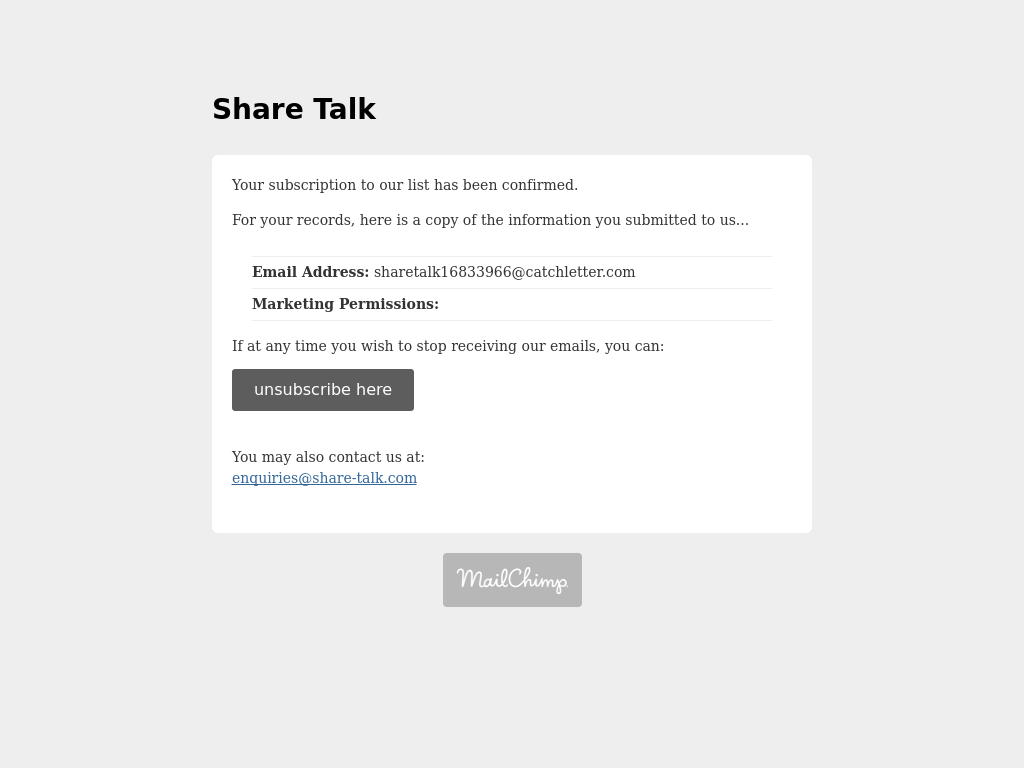 Share Talk
Your subscription to our list has been confirmed.
For your records, here is a copy of the information you submitted to us...
Email Address: sharetalk16833966@catchletter.com
Marketing Permissions:
If at any time you wish to stop receiving our emails, you can:
unsubscribe here
You may also contact us at:
enquiries@share-talk.com
MailChimp